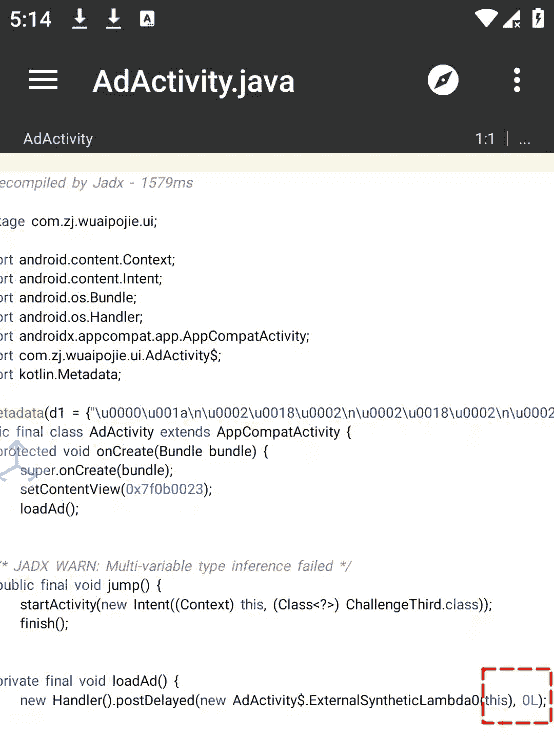 5:14
A
AdActivity.java
AdActivity 1:1 | ...
ecompiled by Jadx - 1579ms
kage com.zj.wuaipojie.ui;
ort android.content.Context;
ort android.content.Intent;
ort android.os.Bundle;
ort android.os.Handler;
ort androidx.appcompat.app.AppCompatActivity;
ort com.zj.wuaipojie.ui.AdActivity$;
ort kotlin.Metadata;
etadata(d1 = {"\u0000\u001a\n\u0002\u0018\u0002\n\u0002\u0018\u0002\n\u0002
ic final class AdActivity extends AppCompatActivity {
protected void onCreate(Bundle bundle) {
super.onCreate(bundle);
setContentView(0x7f0b0023);
loadAd();
/* JADX WARN: Multi-variable type inference failed */
public final void jump() {
startActivity(new Intent((Context) this, (Class<?>) ChallengeThird.class));
finish();
private final void loadAd() {
new Handler().postDelayed(new AdActivity$.ExternalSyntheticLambda0(this), 0L);